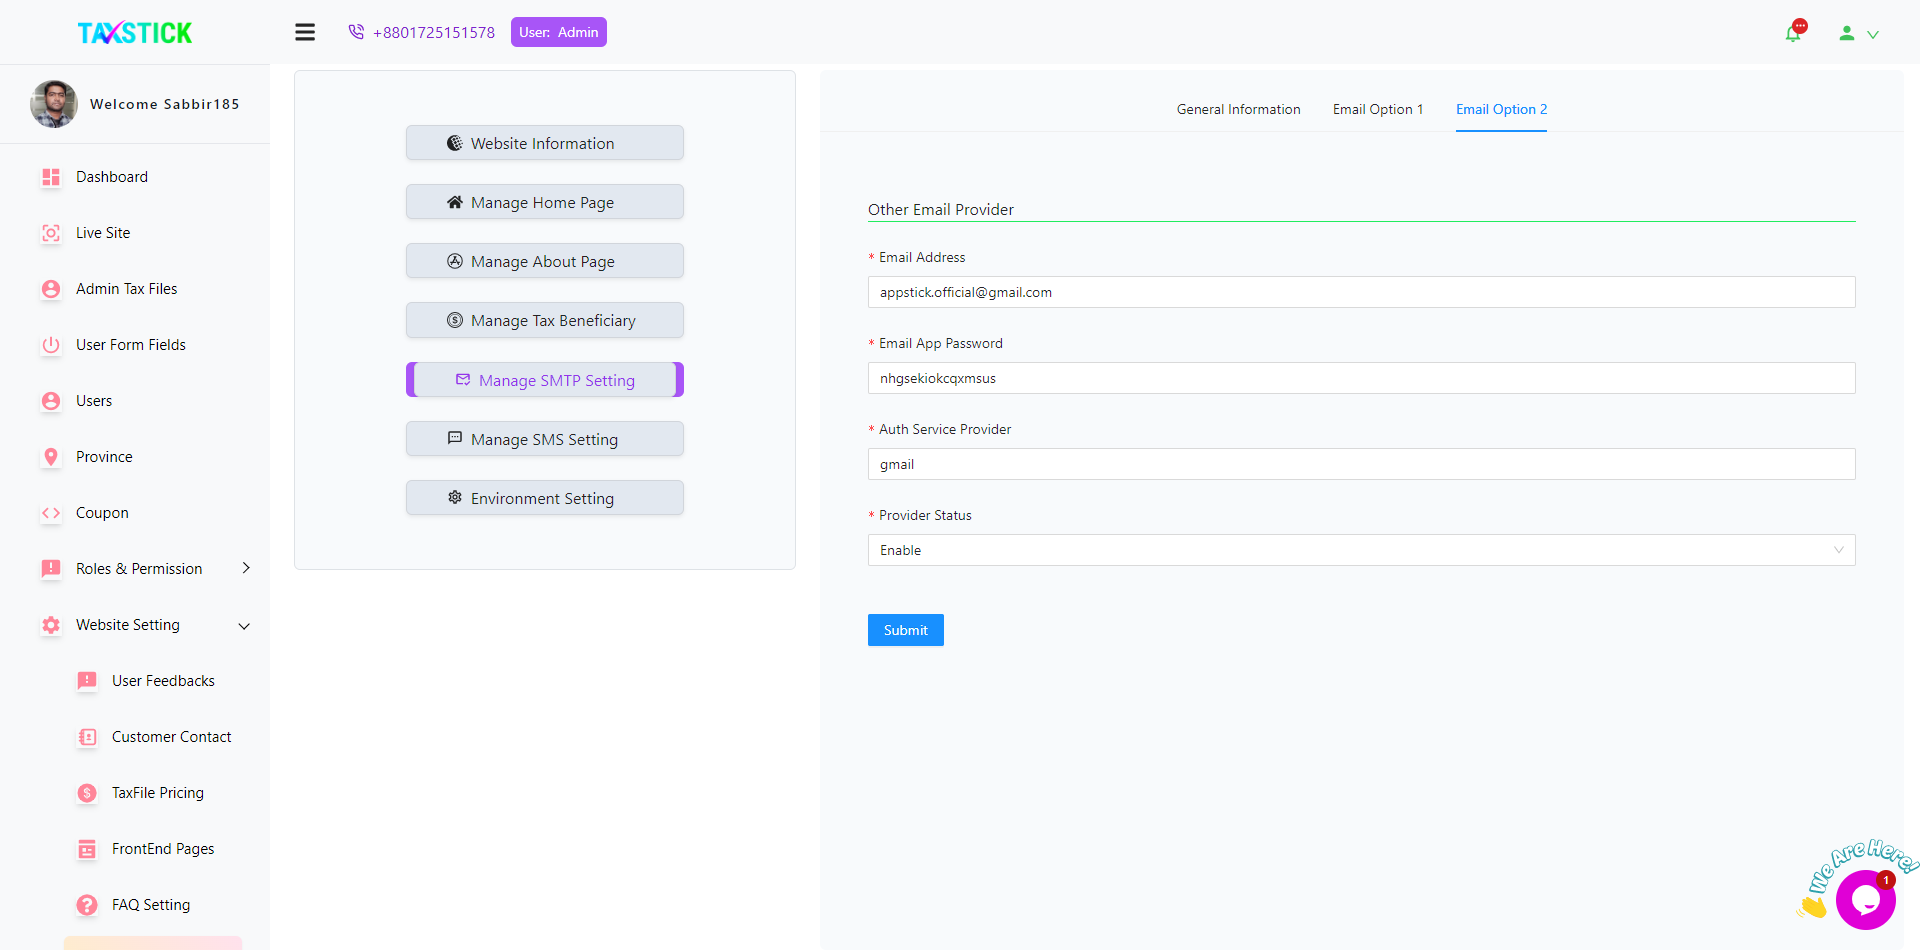 TAXSTICK
+8801725151578
User: Admin
Welcome Sabbir185
Dashboard
Live Site
Admin Tax Files
User Form Fields
Users
Province
Coupon
Roles & Permission
Website Setting
User Feedbacks
Customer Contact
TaxFile Pricing
FrontEnd Pages
FAQ Setting
Website Information
Manage Home Page
Manage About Page
Manage Tax Beneficiary
Manage SMTP Setting
Manage SMS Setting
Environment Setting
General Information
Email Option 1
Email Option 2
Other Email Provider
* Email Address
appstick.official@gmail.com
* Email App Password
nhgsekiokcqxmsus
* Auth Service Provider
gmail
* Provider Status
Enable
Submit
We Are Here!
1